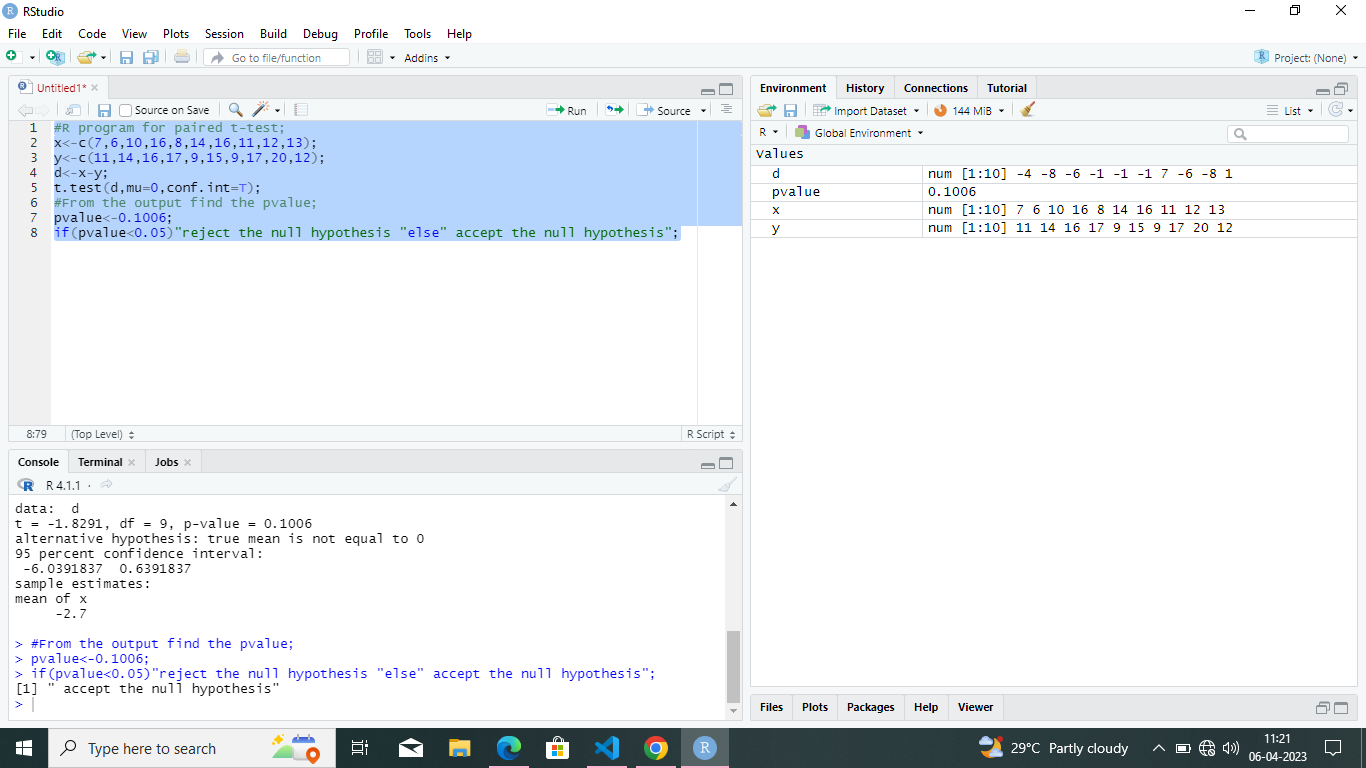 RStudio
File Edit Code View Plots Session Build Debug Profile Tools Help
Go to file/function Addins Project: (None)
Untitled1*
Source on Save Run Source
1 #R program for paired t-test;
2 x<-c(7,6,10,16,8,14,16,11,12,13);
3 y<-c(11,14,16,17,9,15,9,17,20,12);
4 d<-x-y;
5 t.test(d,mu=0,conf.int=T);
6 #From the output find the pvalue;
7 pvalue<-0.1006;
8 if(pvalue<0.05)"reject the null hypothesis "else" accept the null hypothesis";
8:79 (Top Level) R Script
Console Terminal Jobs
R 4.1.1 ·
data:  d
t = -1.8291, df = 9, p-value = 0.1006
alternative hypothesis: true mean is not equal to 0
95 percent confidence interval:
 -6.0391837  0.6391837
sample estimates:
mean of x
     -2.7
> #From the output find the pvalue;
> pvalue<-0.1006;
> if(pvalue<0.05)"reject the null hypothesis "else" accept the null hypothesis";
[1] " accept the null hypothesis"
>
Environment History Connections Tutorial
Import Dataset 144 MiB List
R Global Environment
Values
d num [1:10] -4 -8 -6 -1 -1 -1 7 -6 -8 1
pvalue 0.1006
x num [1:10] 7 6 10 16 8 14 16 11 12 13
y num [1:10] 11 14 16 17 9 15 9 17 20 12
Files Plots Packages Help Viewer
Type here to search 29°C Partly cloudy 11:21
06-04-2023